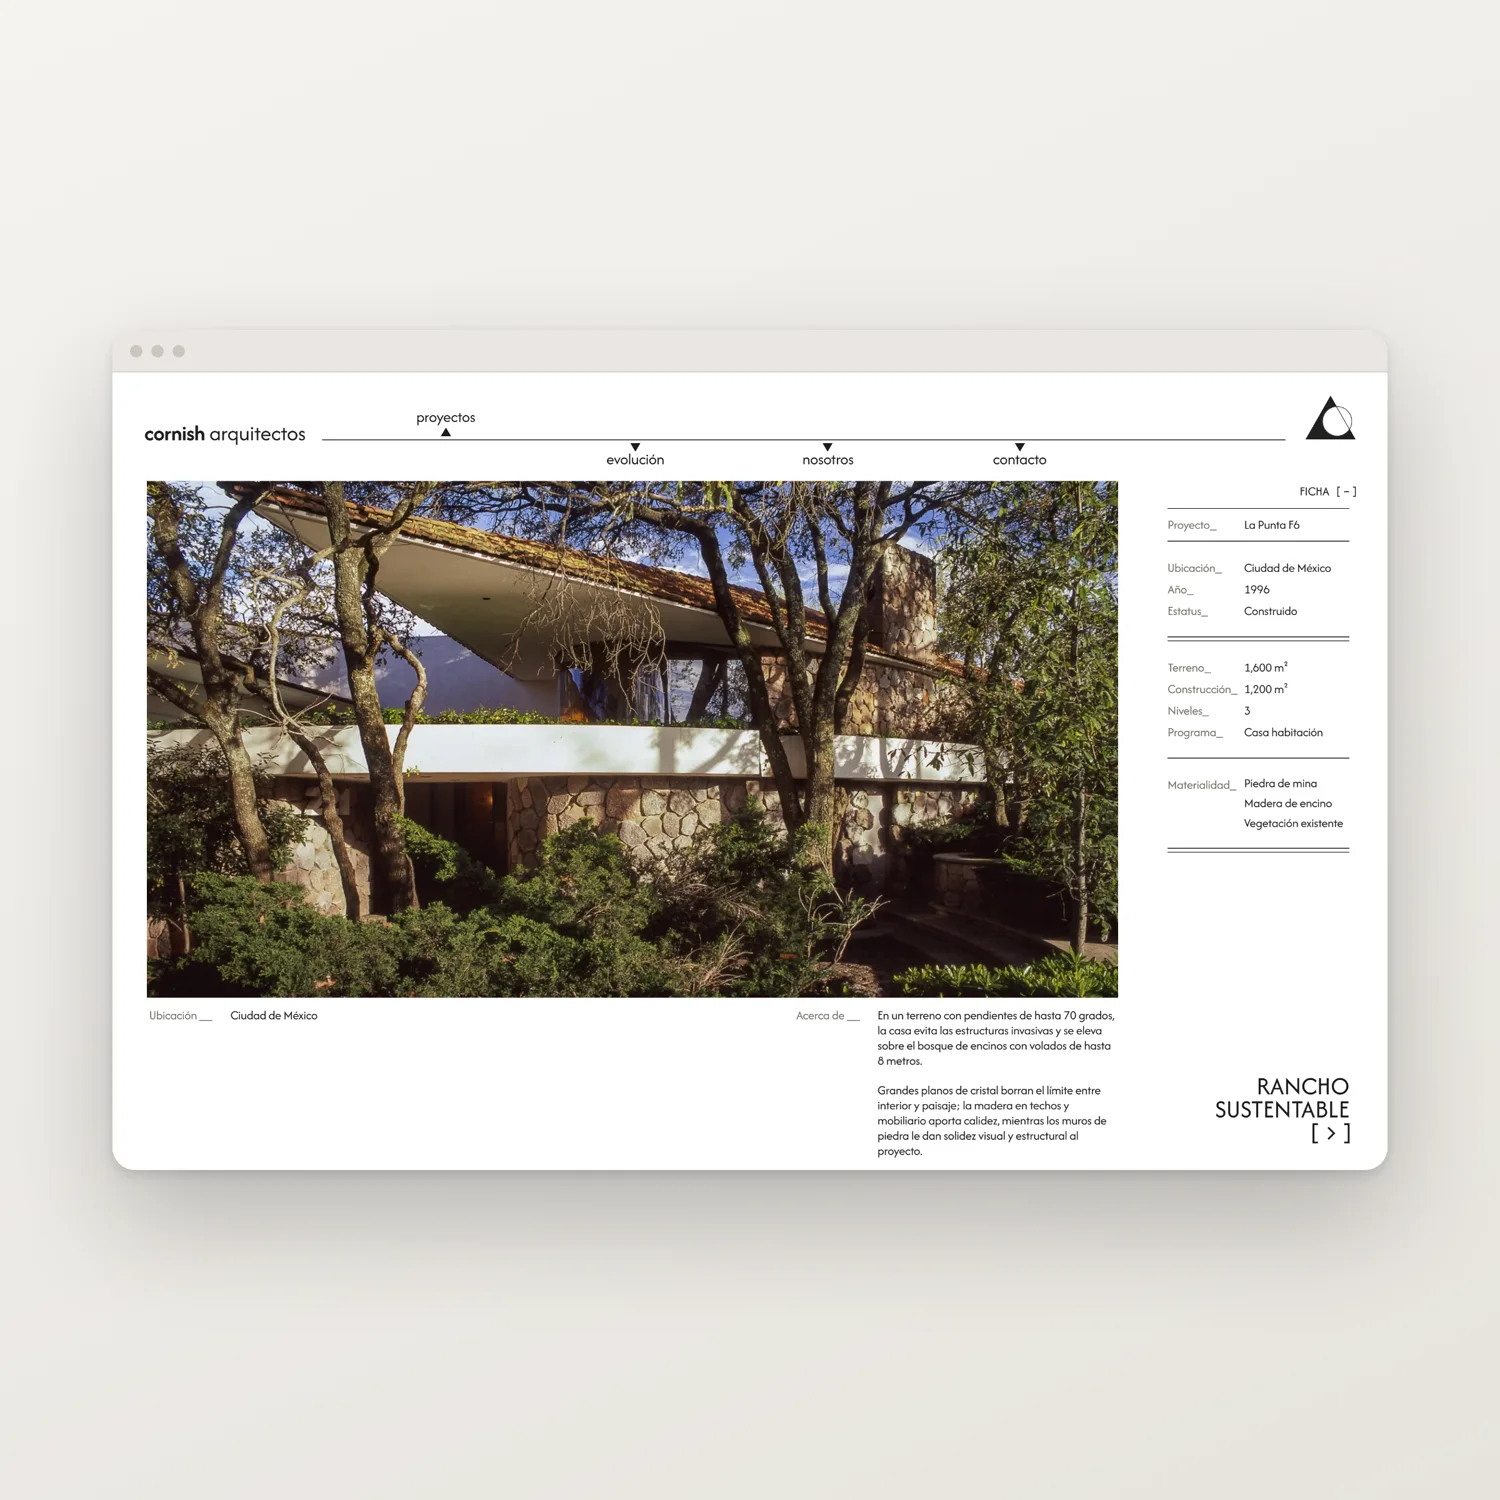 proyectos
cornish arquitectos
evolución
nosotros
contacto
FICHA [ - ]
Proyecto_ La Punta F6
Ubicación_ Ciudad de México
Año_ 1996
Estatus_ Construido
Terreno_ 1,600 m²
Construcción_ 1,200 m²
Niveles_ 3
Programa_ Casa habitación
Materialidad_ Piedra de mina
Madera de encino
Vegetación existente
Ubicación __ Ciudad de México
Acerca de __ En un terreno con pendientes de hasta 70 grados,
la casa evita las estructuras invasivas y se eleva
sobre el bosque de encinos con volados de hasta
8 metros.
Grandes planos de cristal borran el límite entre
interior y paisaje; la madera en techos y
mobiliario aporta calidez, mientras los muros de
piedra le dan solidez visual y estructural al
proyecto.
RANCHO
SUSTENTABLE
[ > ]